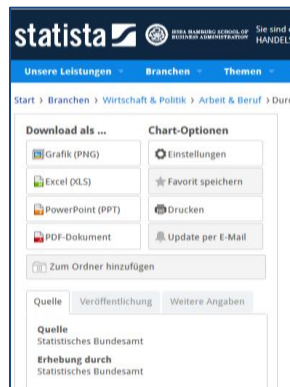 statista
HSBA HAMBURG SCHOOL OF
BUSINESS ADMINISTRATION
Sie sind
HANDEL
Unsere Leistungen
Branchen
Themen
Start › Branchen › Wirtschaft & Politik › Arbeit & Beruf › Dur
Download als ...
Chart-Optionen
Grafik (PNG)
Einstellungen
Excel (XLS)
Favorit speichern
PowerPoint (PPT)
Drucken
PDF-Dokument
Update per E-Mail
Zum Ordner hinzufügen
Quelle
Veröffentlichung
Weitere Angaben
Quelle
Statistisches Bundesamt
Erhebung durch
Statistisches Bundesamt